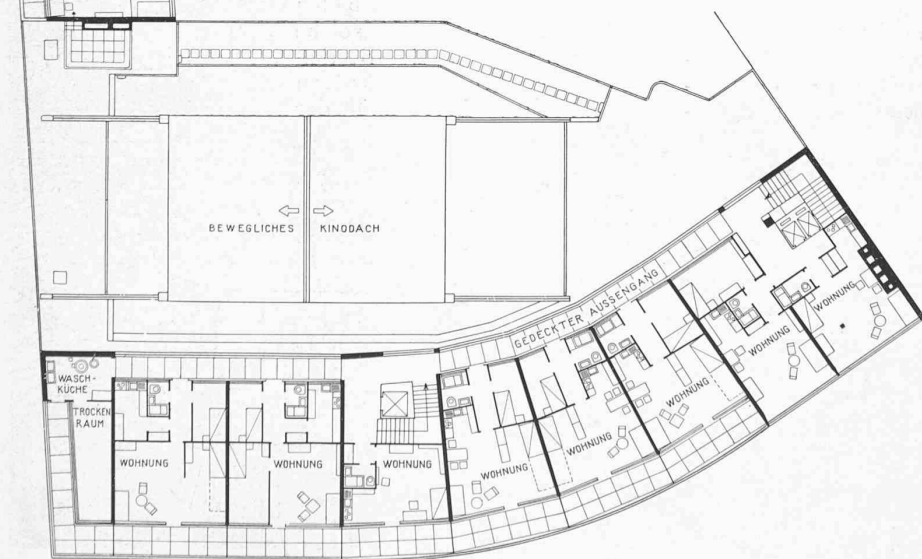 BEWEGLICHES KINODACH
GEDECKTER AUSSENGANG
WASCH-
KÜCHE
TROCKEN
RAUM
WOHNUNG
WOHNUNG
WOHNUNG
WOHNUNG
WOHNUNG
WOHNUNG
WOHNUNG
WOHNUNG